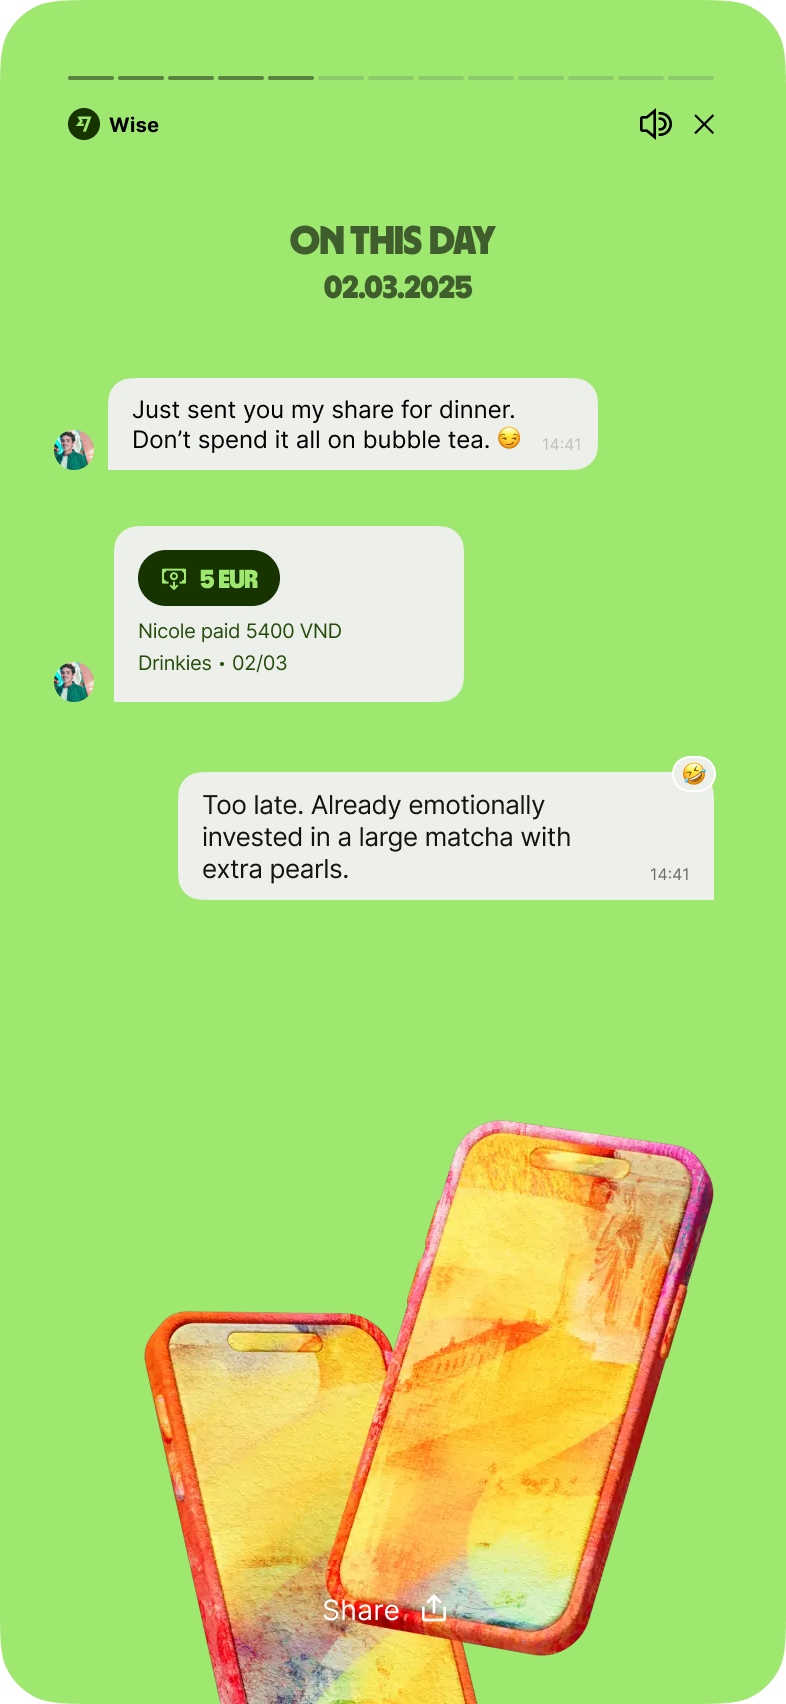 Wise
ON THIS DAY
02.03.2025
Just sent you my share for dinner.
Don’t spend it all on bubble tea. 😏 14:41
5 EUR
Nicole paid 5400 VND
Drinkies • 02/03
🤣
Too late. Already emotionally
invested in a large matcha with
extra pearls. 14:41
Share